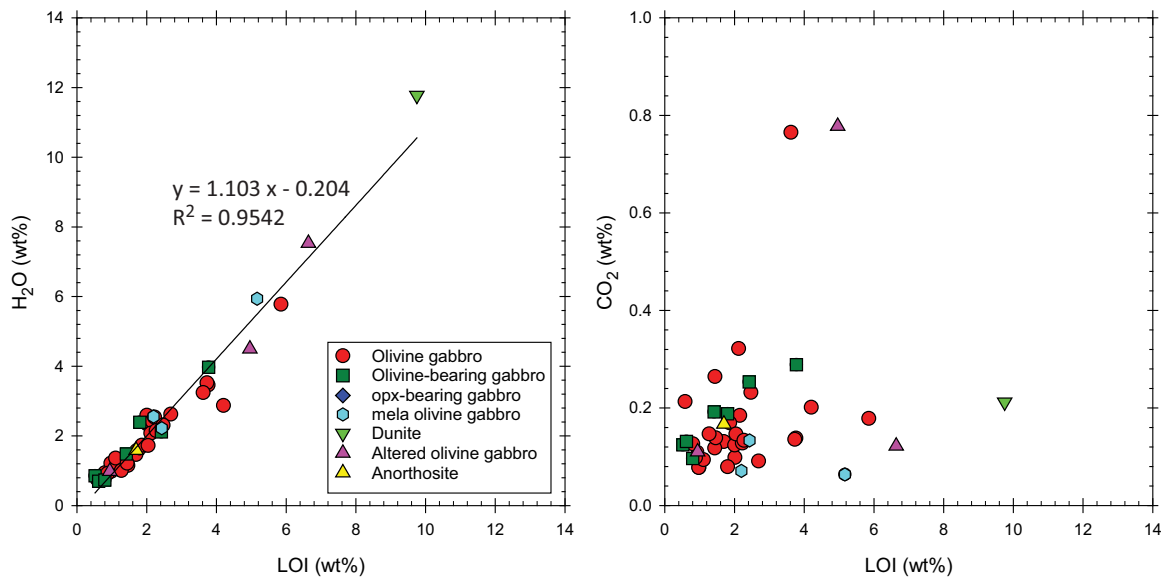 14
12
10
8
6
4
2
0
H₂O (wt%)
y = 1.103 x - 0.204
R² = 0.9542
Olivine gabbro
Olivine-bearing gabbro
opx-bearing gabbro
mela olivine gabbro
Dunite
Altered olivine gabbro
Anorthosite
0 2 4 6 8 10 12 14
LOI (wt%)
1.0
0.8
0.6
0.4
0.2
0.0
CO₂ (wt%)
0 2 4 6 8 10 12 14
LOI (wt%)